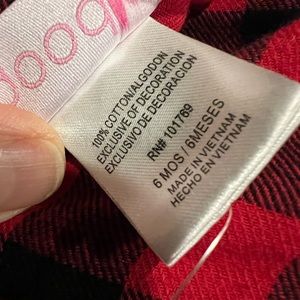 100% COTTON/ALGODON
EXCLUSIVE OF DECORATION
EXCLUSIVO DE DECORACION
RN# 101769
6 MOS / 6 MESES
MADE IN VIETNAM
HECHO EN VIETNAM